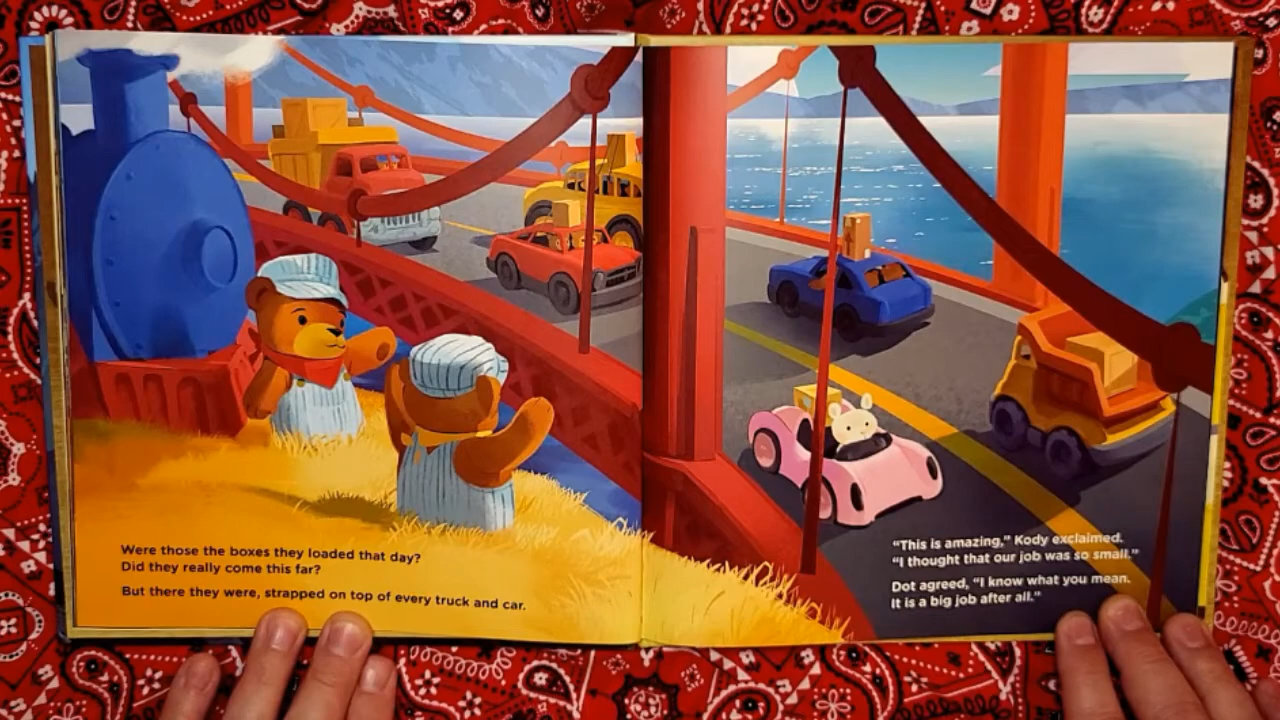 Were those the boxes they loaded that day?
Did they really come this far?
But there they were, strapped on top of every truck and car.
“This is amazing,” Kody exclaimed.
“I thought that our job was so small.”
Dot agreed, “I know what you mean.
It is a big job after all.”